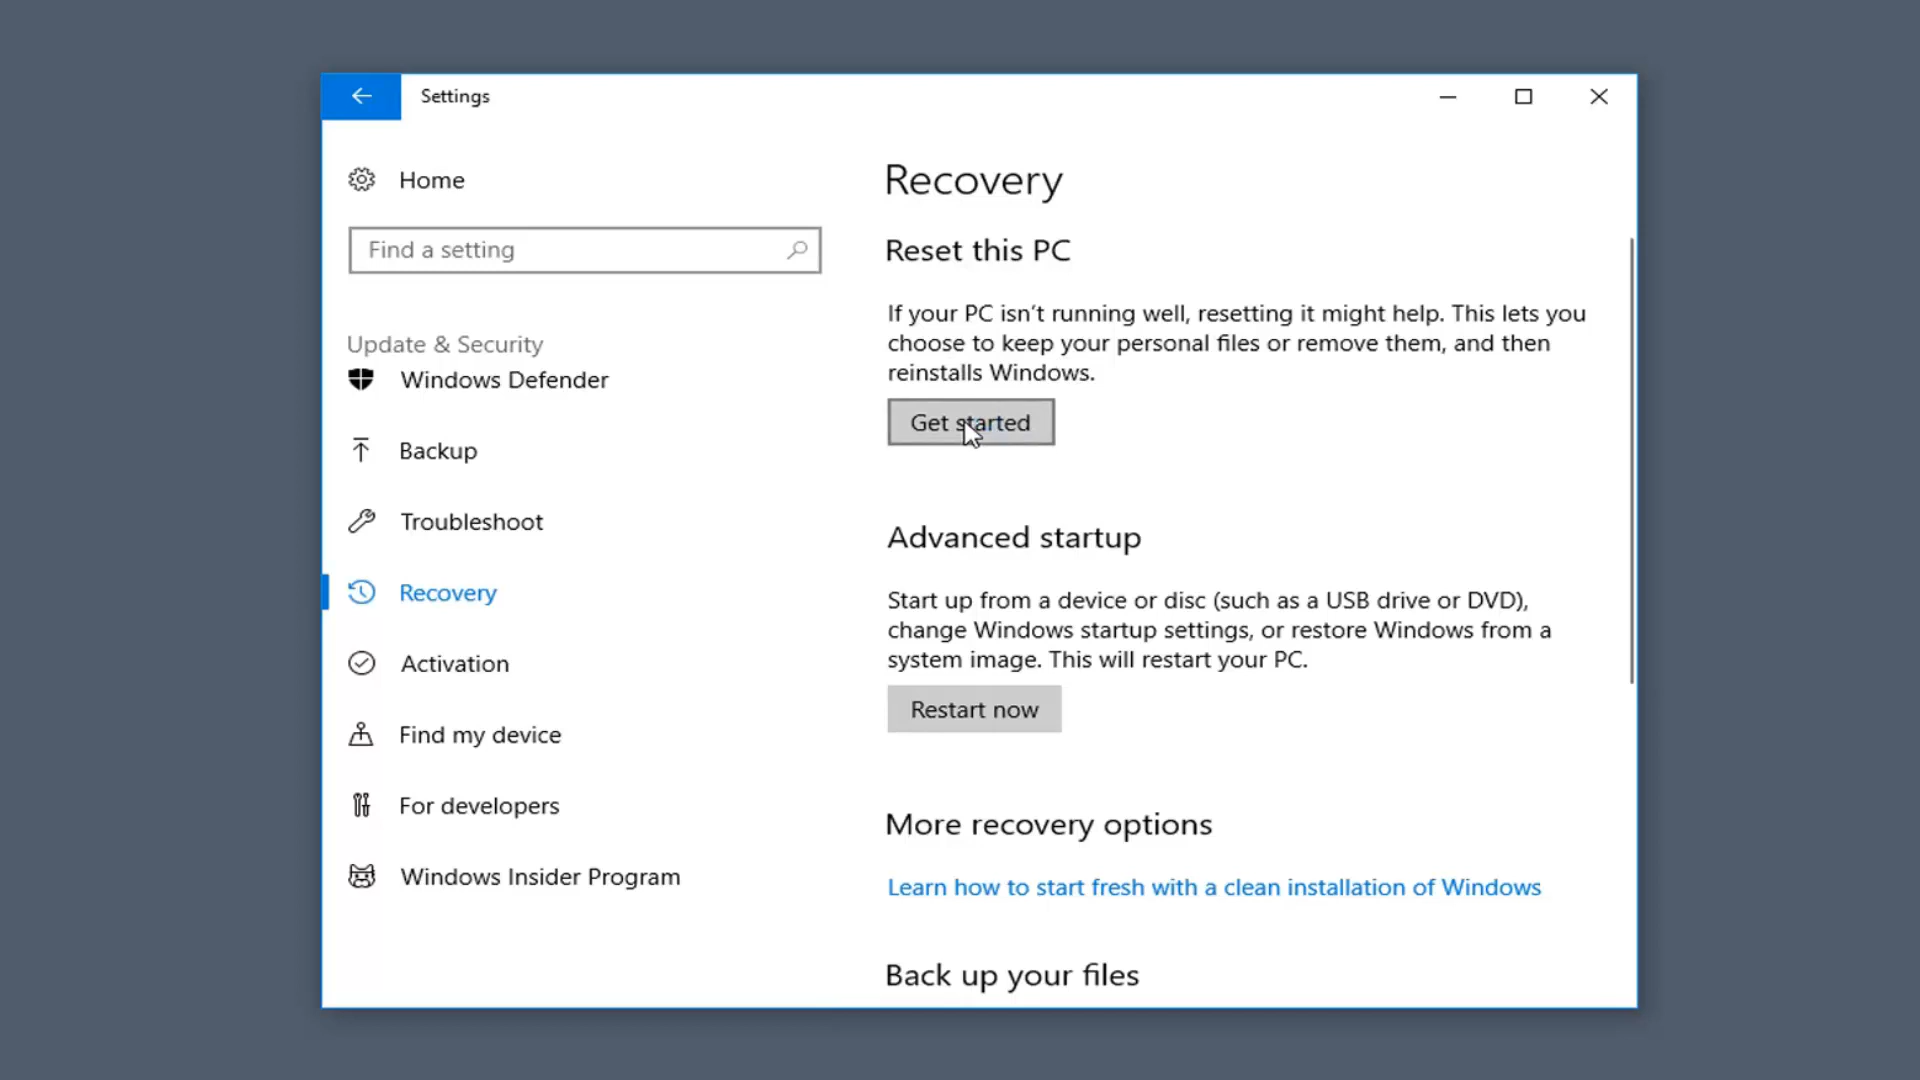 Settings
Home
Find a setting
Update & Security
Windows Defender
Backup
Troubleshoot
Recovery
Activation
Find my device
For developers
Windows Insider Program
Recovery
Reset this PC
If your PC isn't running well, resetting it might help. This lets you
choose to keep your personal files or remove them, and then
reinstalls Windows.
Get started
Advanced startup
Start up from a device or disc (such as a USB drive or DVD),
change Windows startup settings, or restore Windows from a
system image. This will restart your PC.
Restart now
More recovery options
Learn how to start fresh with a clean installation of Windows
Back up your files